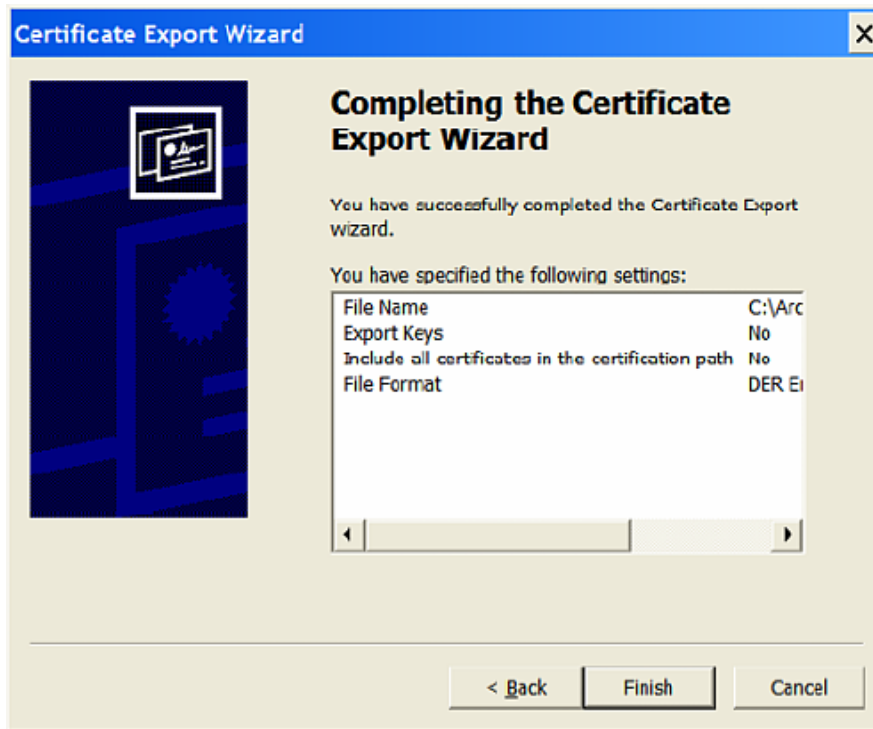 Certificate Export Wizard
Completing the Certificate
Export Wizard
You have successfully completed the Certificate Export
wizard.
You have specified the following settings:
File Name C:\Arc
Export Keys No
Include all certificates in the certification path No
File Format DER
< Back Finish Cancel